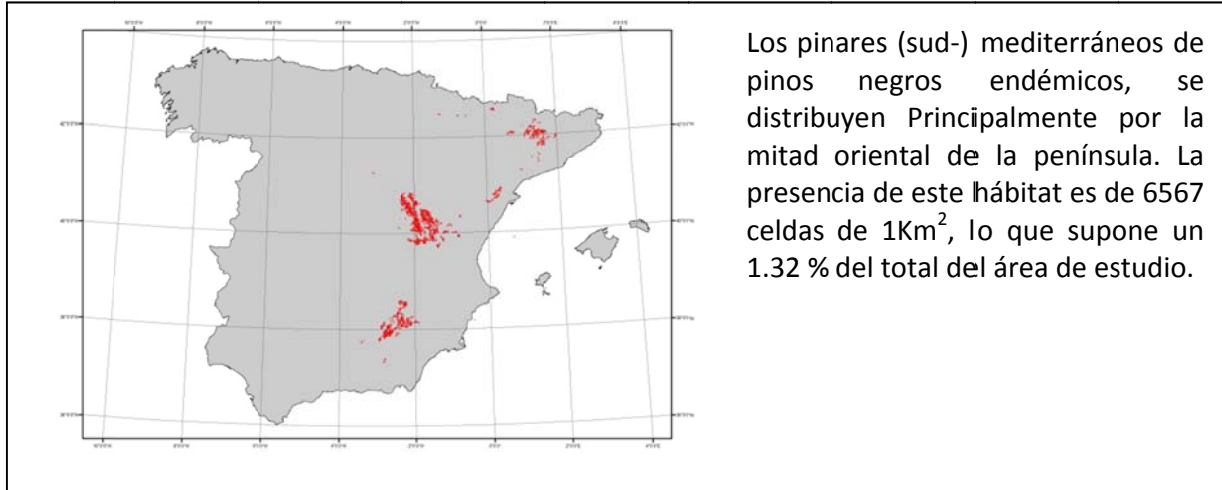 Los pinares (sud-) mediterráneos de
pinos negros endémicos, se
distribuyen Principalmente por la
mitad oriental de la península. La
presencia de este hábitat es de 6567
celdas de 1Km², lo que supone un
1.32 % del total del área de estudio.